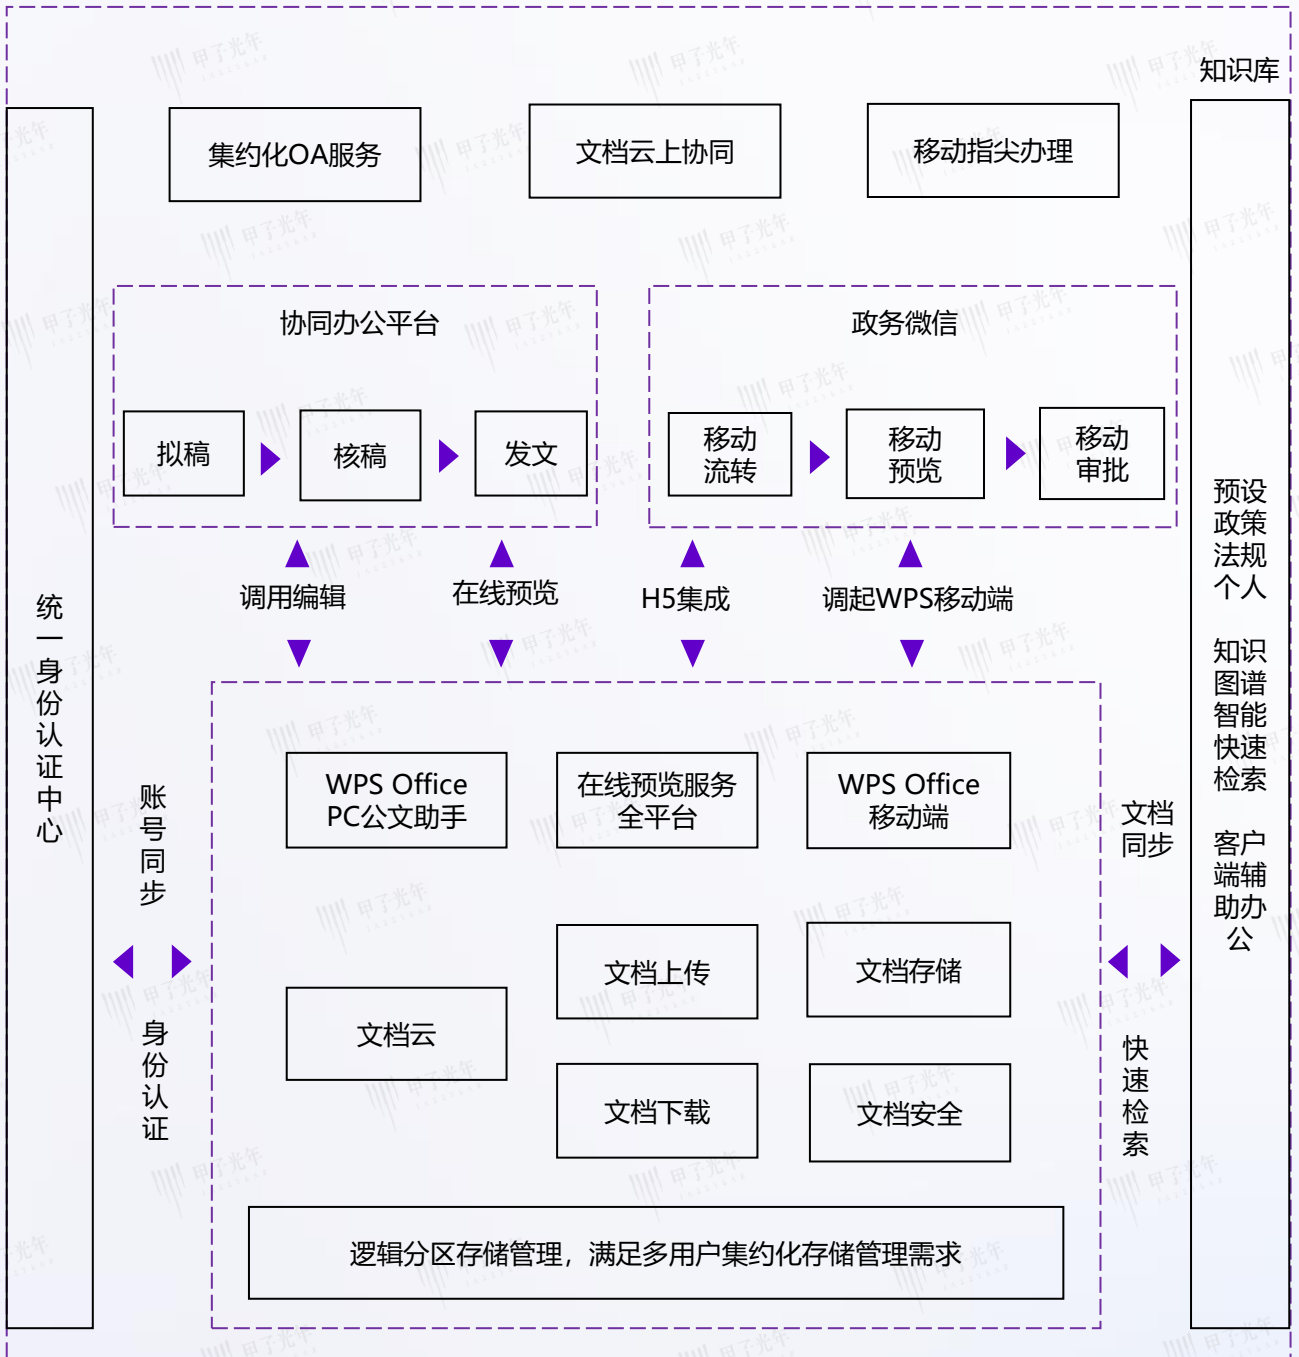 知识库
集约化OA服务
文档云上协同
移动指尖办理
协同办公平台
拟稿
核稿
发文
政务微信
移动
流转
移动
预览
移动
审批
调用编辑
在线预览
H5集成
调起WPS移动端
统一身份认证中心
账号同步
身份认证
WPS Office
PC公文助手
在线预览服务
全平台
WPS Office
移动端
文档云
文档上传
文档存储
文档下载
文档安全
逻辑分区存储管理，满足多用户集约化存储管理需求
文档
同步
快速检索
预设
政策
法规
个人
知识
图谱
智能
快速
检索
客户
端辅
助办
公
甲子光年